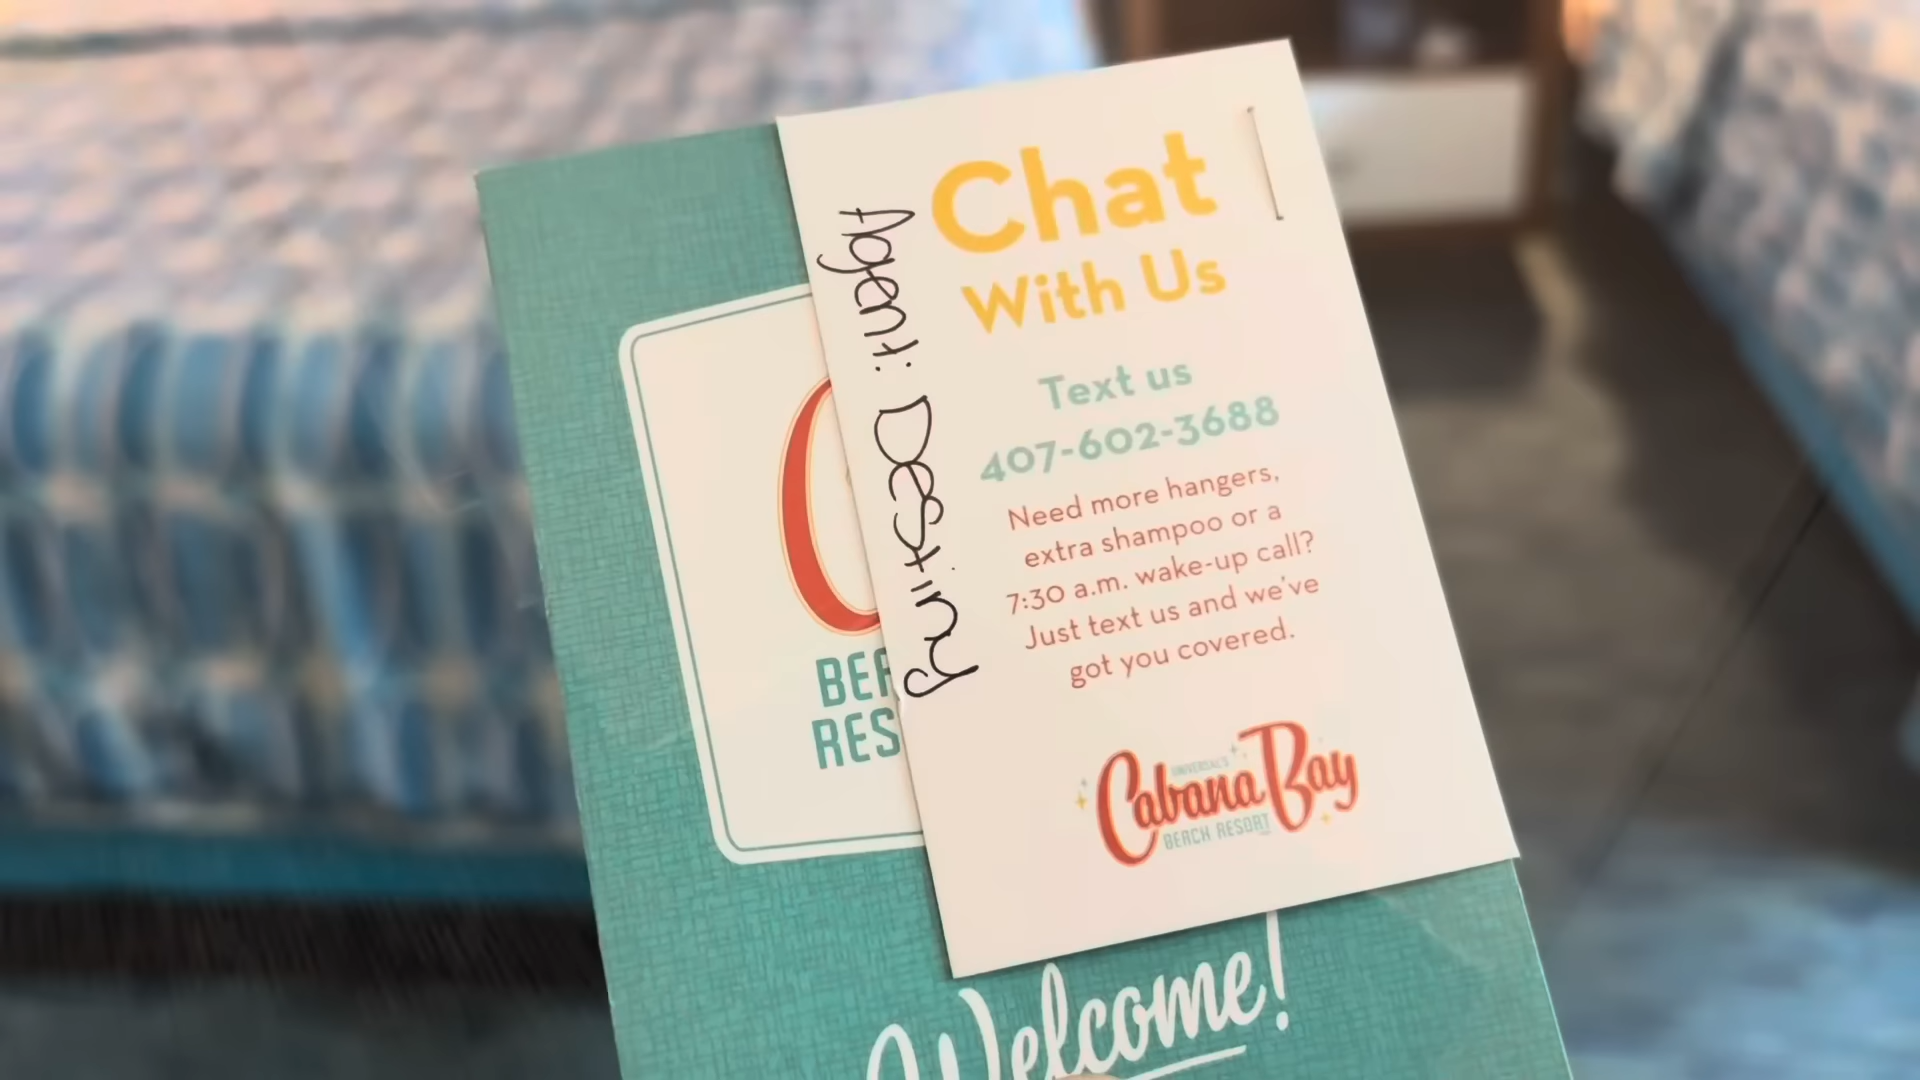 Chat
With Us
Text us
407-602-3688
Need more hangers,
extra shampoo or a
7:30 a.m. wake-up call?
Just text us and we've
got you covered.
UNIVERSAL'S
Cabana Bay
BEACH RESORT
Agent: Destiny
C
BEA
RES
Welcome!